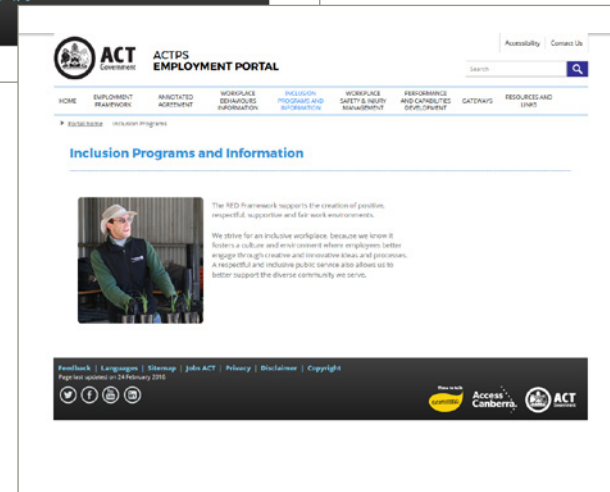 Accessibility Contact Us
ACT
Government
ACTPS
EMPLOYMENT PORTAL
Search
HOME
EMPLOYMENT
FRAMEWORK
ANNOTATED
AGREEMENT
WORKPLACE
BEHAVIOURS
INFORMATION
INCLUSION
PROGRAMS AND
INFORMATION
WORKPLACE
SAFETY & INJURY
MANAGEMENT
PERFORMANCE
AND CAPABILITIES
DEVELOPMENT
GATEWAYS
RESOURCES AND
LINKS
Portal home Inclusion Programs
Inclusion Programs and Information
The RED Framework supports the creation of positive,
respectful, supportive and fair work environments.
We strive for an inclusive workplace, because we know it
fosters a culture and environment where employees better
engage through creative and innovative ideas and processes.
A respectful and inclusive public service also allows us to
better support the diverse community we serve.
Feedback | Languages | Sitemap | Jobs ACT | Privacy | Disclaimer | Copyright
Page last updated on 24 February 2016
Access
Canberra.
ACT
Government